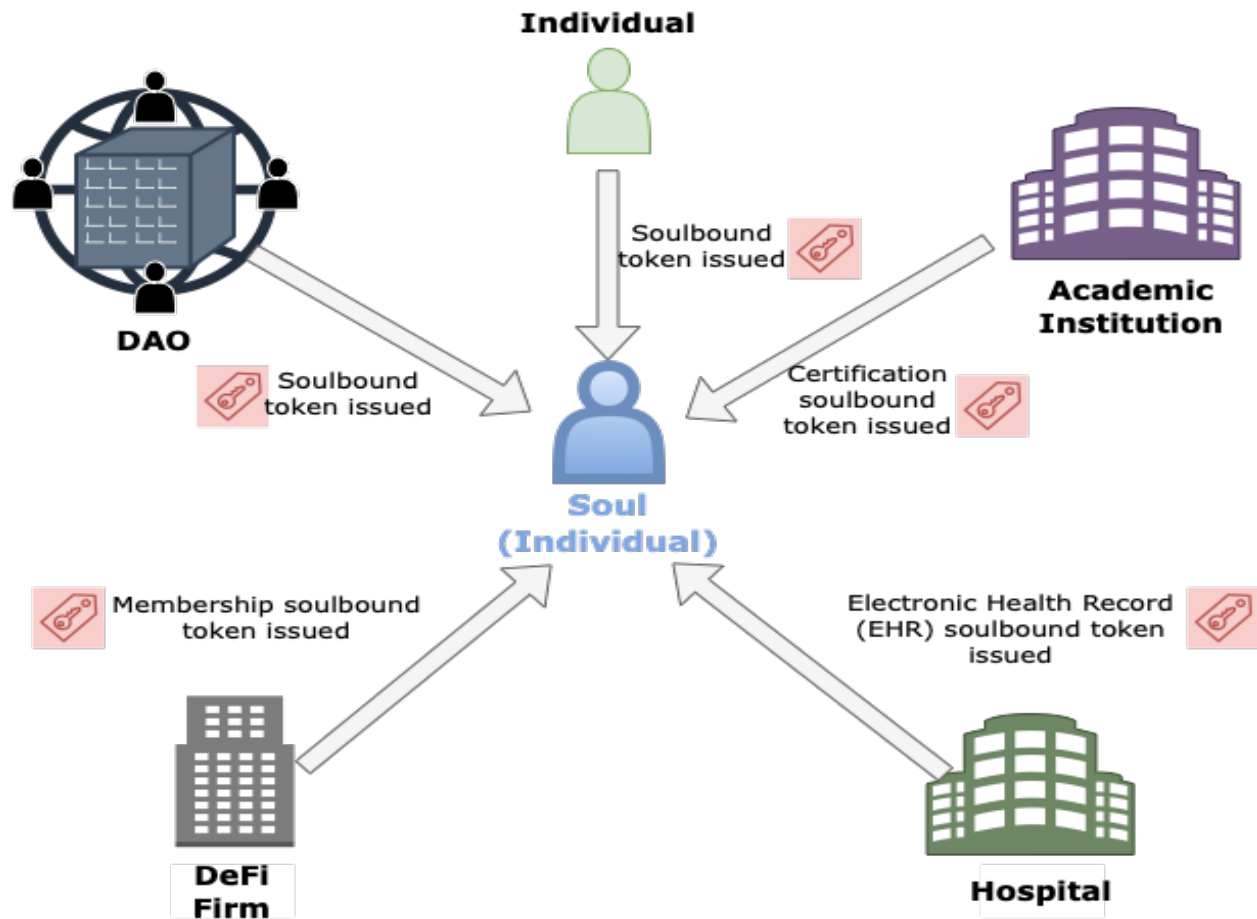 Individual
Soulbound
token issued
DAO
Academic
Institution
Soulbound
token issued
Certification
soulbound
token issued
Soul
(Individual)
Membership soulbound
token issued
Electronic Health Record
(EHR) soulbound token
issued
DeFi
Firm
Hospital